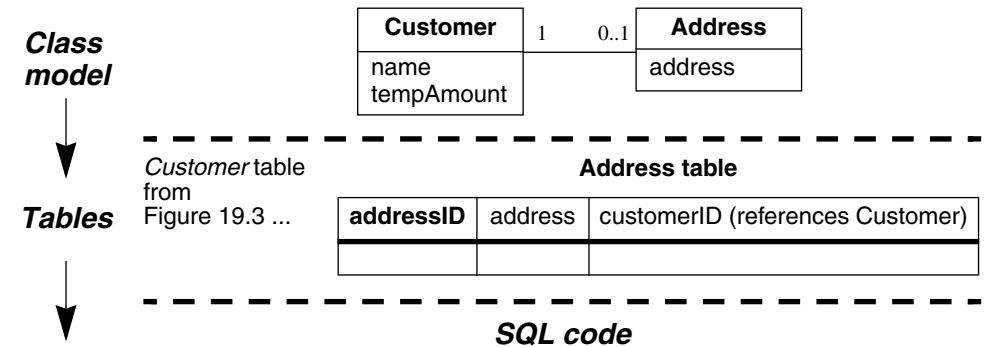 Class
model
Customer
1
0..1
Address
name
tempAmount
address
Customer table
from
Figure 19.3 ...
Address table
Tables
addressID
address
customerID (references Customer)
SQL code